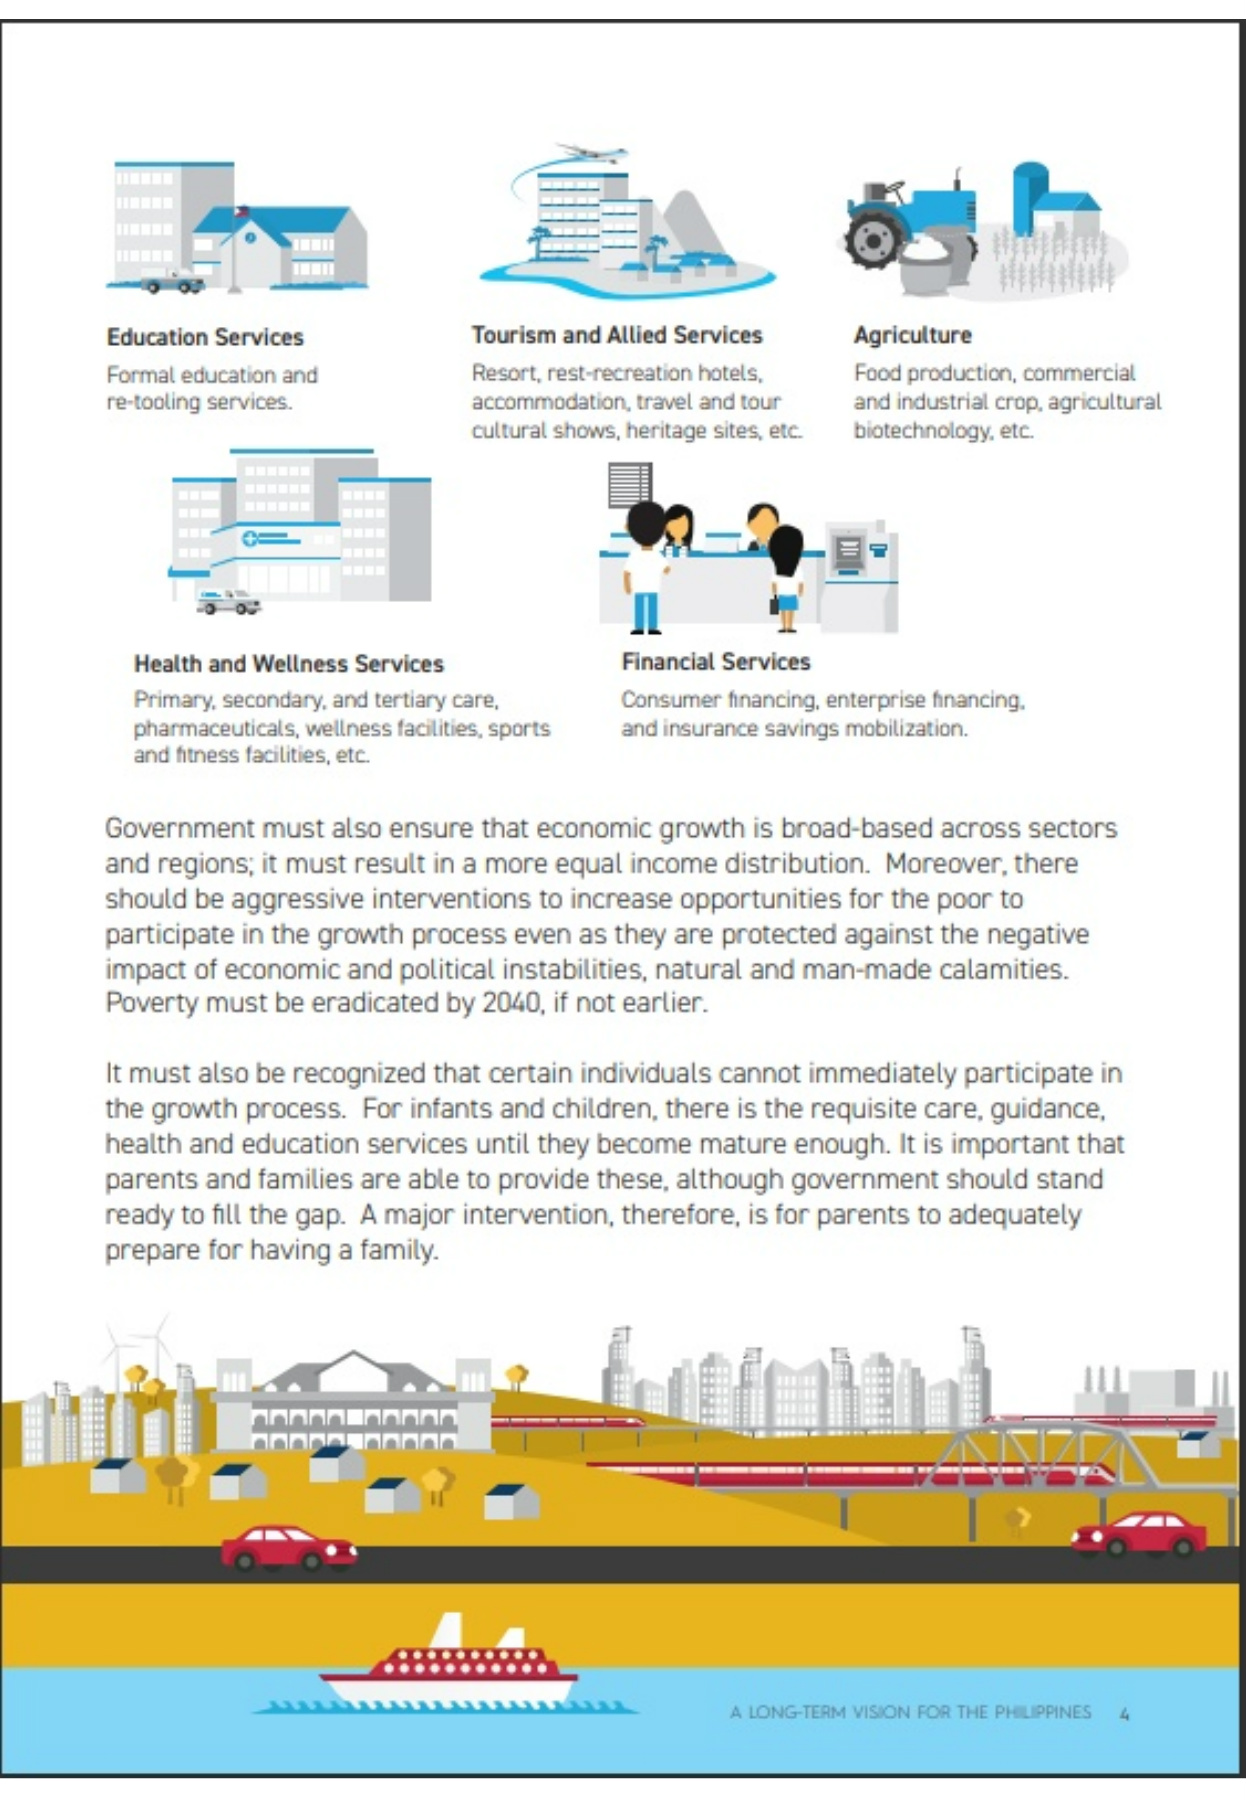 Education Services
Formal education and
re-tooling services.
Tourism and Allied Services
Resort, rest-recreation hotels,
accommodation, travel and tour
cultural shows, heritage sites, etc.
Agriculture
Food production, commercial
and industrial crop, agricultural
biotechnology, etc.
Health and Wellness Services
Primary, secondary, and tertiary care,
pharmaceuticals, wellness facilities, sports
and fitness facilities, etc.
Financial Services
Consumer financing, enterprise financing,
and insurance savings mobilization.
Government must also ensure that economic growth is broad-based across sectors
and regions; it must result in a more equal income distribution. Moreover, there
should be aggressive interventions to increase opportunities for the poor to
participate in the growth process even as they are protected against the negative
impact of economic and political instabilities, natural and man-made calamities.
Poverty must be eradicated by 2040, if not earlier.
It must also be recognized that certain individuals cannot immediately participate in
the growth process. For infants and children, there is the requisite care, guidance,
health and education services until they become mature enough. It is important that
parents and families are able to provide these, although government should stand
ready to fill the gap. A major intervention, therefore, is for parents to adequately
prepare for having a family.
A LONG-TERM VISION FOR THE PHILIPPINES 4